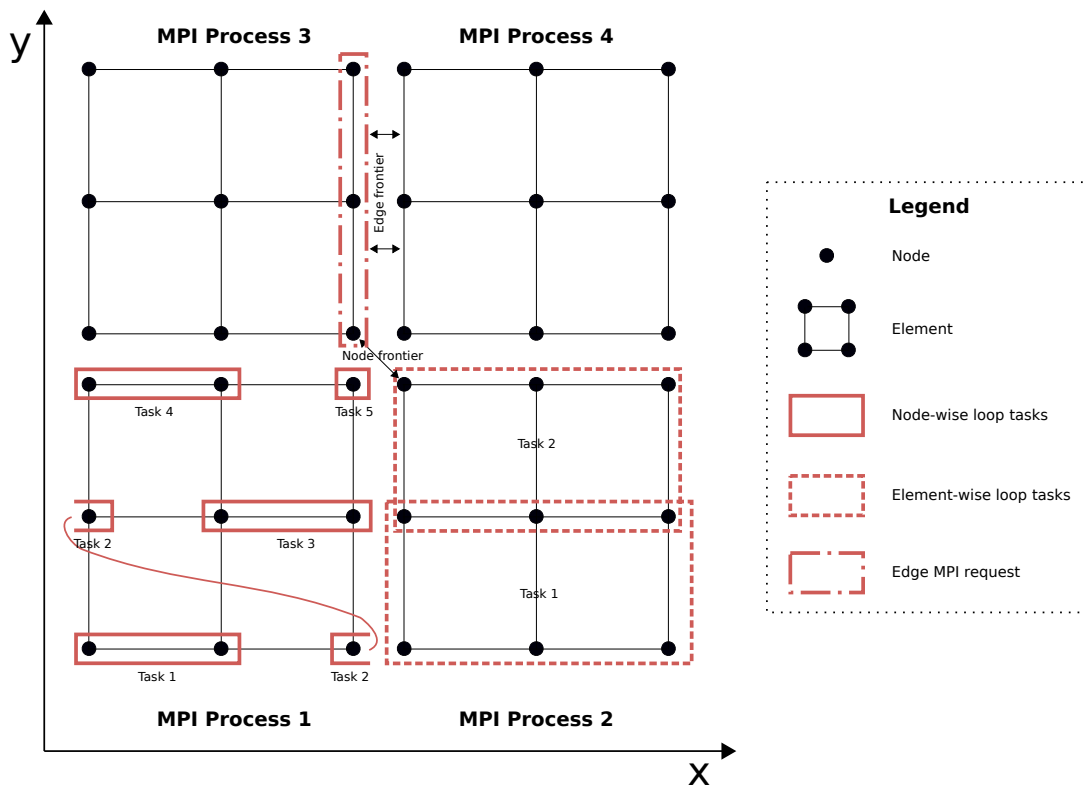 y
MPI Process 3
MPI Process 4
Edge frontier
Node frontier
Task 4
Task 5
Task 2
Task 2
Task 3
Task 1
Task 1
Task 2
MPI Process 1
MPI Process 2
x
Legend
Node
Element
Node-wise loop tasks
Element-wise loop tasks
Edge MPI request